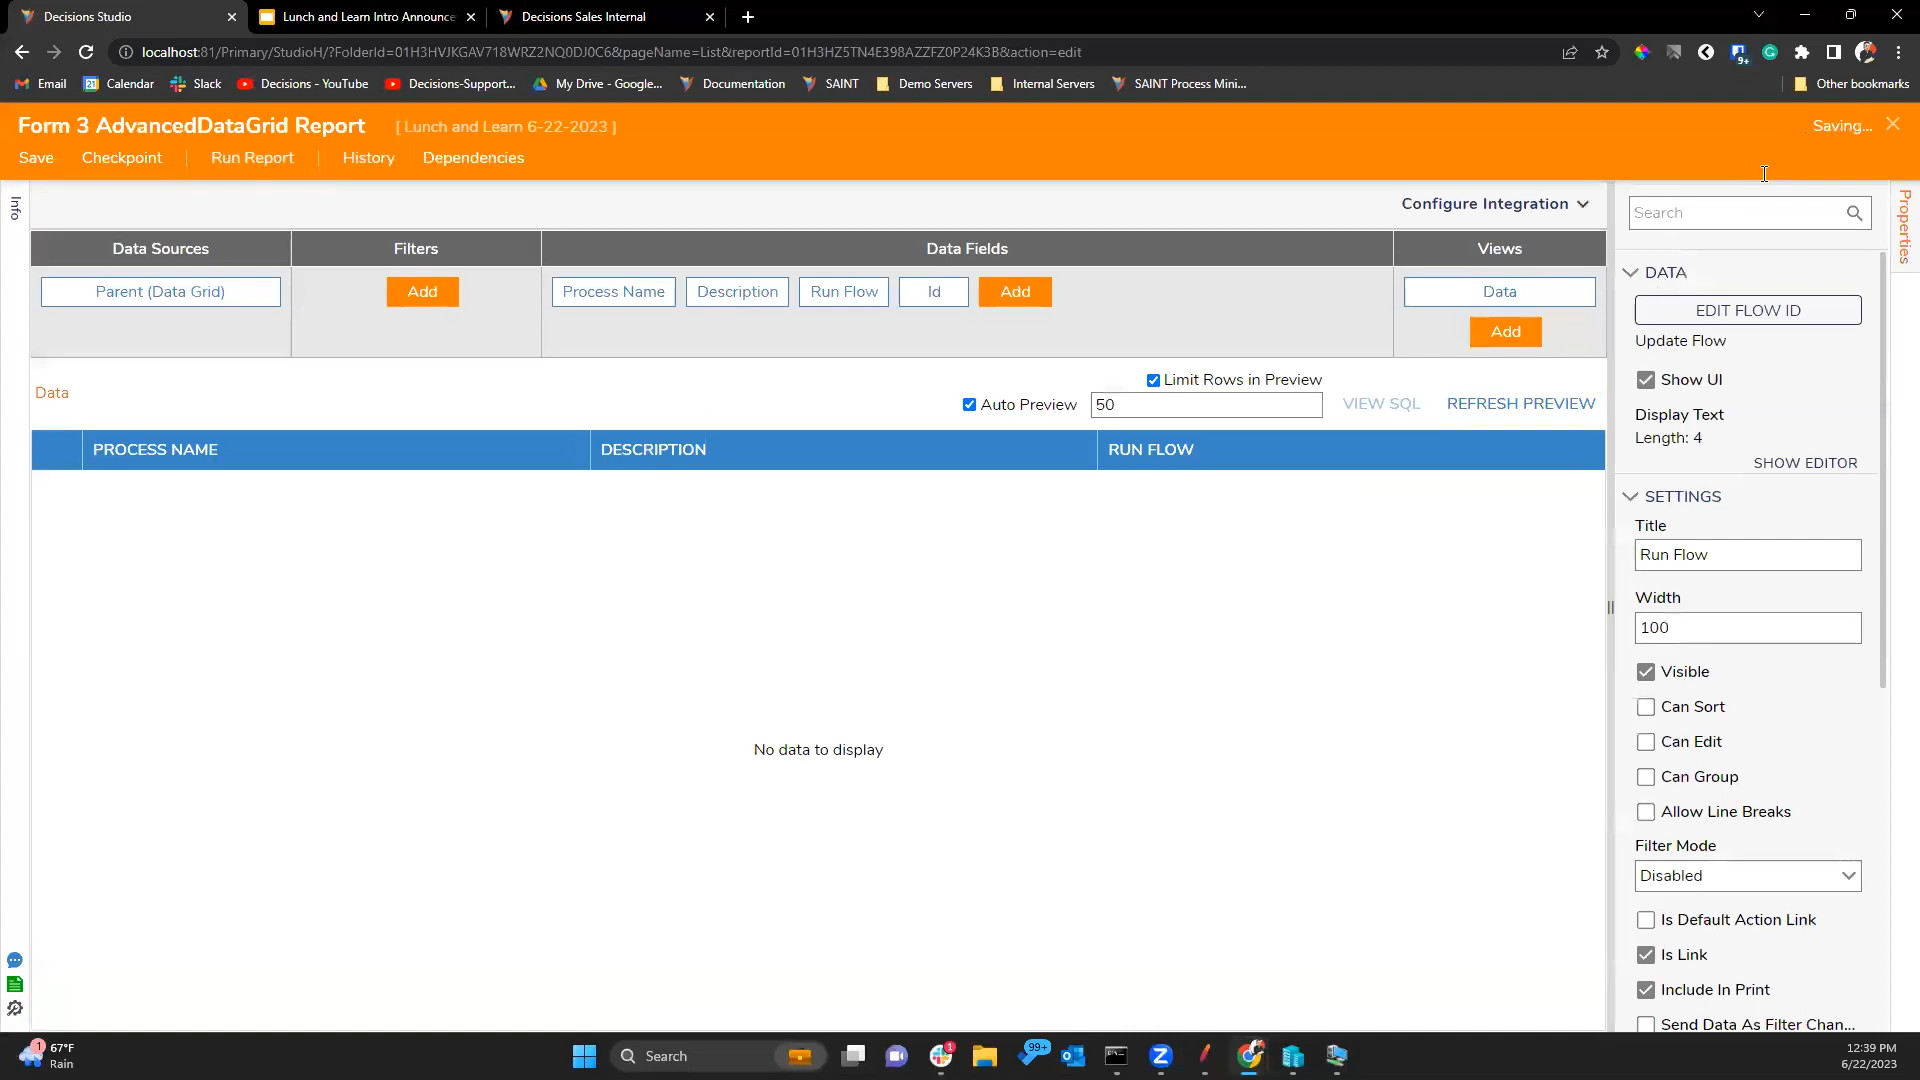 Decisions Studio
Lunch and Learn Intro Announce
Decisions Sales Internal
localhost:81/Primary/StudioH/?FolderId=01H3HVJKGAV718WRZ2NQ0DJ0C6&pageName=List&reportId=01H3HZ5TN4E398AZZFZ0P24K3B&action=edit
9+
Email
Calendar
Slack
Decisions - YouTube
Decisions-Support...
My Drive - Google...
Documentation
SAINT
Demo Servers
Internal Servers
SAINT Process Mini...
Other bookmarks
Form 3 AdvancedDataGrid Report
[ Lunch and Learn 6-22-2023 ]
Saving...
Save
Checkpoint
Run Report
History
Dependencies
Info
Configure Integration
Search
Properties
Data Sources
Filters
Data Fields
Views
Parent (Data Grid)
Add
Process Name
Description
Run Flow
Id
Add
Data
Add
DATA
EDIT FLOW ID
Update Flow
Show UI
Display Text
Length: 4
SHOW EDITOR
Data
Limit Rows in Preview
Auto Preview
50
VIEW SQL
REFRESH PREVIEW
PROCESS NAME
DESCRIPTION
RUN FLOW
No data to display
SETTINGS
Title
Run Flow
Width
100
Visible
Can Sort
Can Edit
Can Group
Allow Line Breaks
Filter Mode
Disabled
Is Default Action Link
Is Link
Include In Print
Send Data As Filter Chan...
1
67°F
Rain
Search
1
99+
12:39 PM
6/22/2023